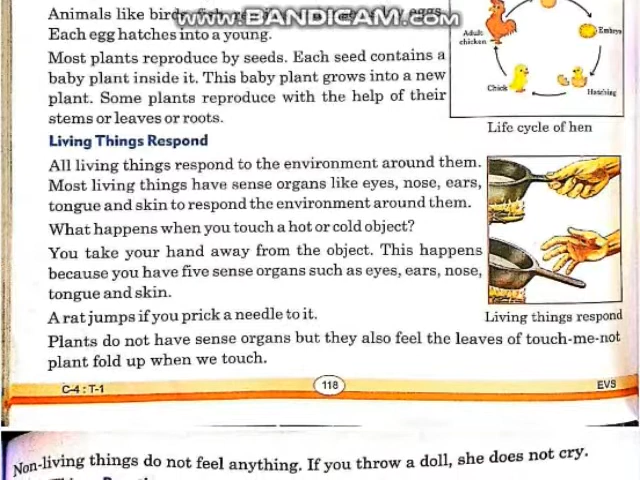 WWW.BANDICAM.COM
Animals like birds, fish, eggs.
Each egg hatches into a young.
Most plants reproduce by seeds. Each seed contains a
baby plant inside it. This baby plant grows into a new
plant. Some plants reproduce with the help of their
stems or leaves or roots.
Adult
chicken
Embryo
Chick
Hatching
Life cycle of hen
Living Things Respond
All living things respond to the environment around them.
Most living things have sense organs like eyes, nose, ears,
tongue and skin to respond the environment around them.
What happens when you touch a hot or cold object?
You take your hand away from the object. This happens
because you have five sense organs such as eyes, ears, nose,
tongue and skin.
A rat jumps if you prick a needle to it.
Living things respond
Plants do not have sense organs but they also feel the leaves of touch-me-not
plant fold up when we touch.
C-4 : T-1
118
EVS
Non-living things do not feel anything. If you throw a doll, she does not cry.